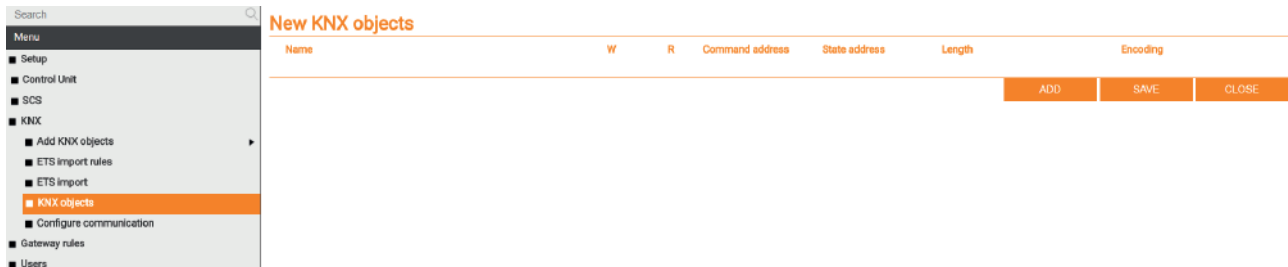 Search
Menu
Setup
Control Unit
SCS
KNX
Add KNX objects
ETS import rules
ETS import
KNX objects
Configure communication
Gateway rules
Users
New KNX objects
Name W R Command address State address Length Encoding
ADD SAVE CLOSE